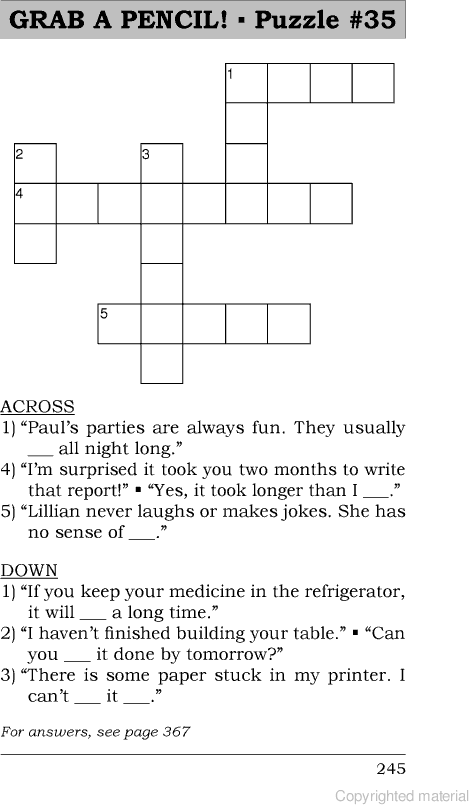 GRAB A PENCIL! ▪ Puzzle #35
1
2
3
4
5
ACROSS
1) “Paul’s parties are always fun. They usually
___ all night long.”
4) “I’m surprised it took you two months to write
that report!” ▪ “Yes, it took longer than I ___.”
5) “Lillian never laughs or makes jokes. She has
no sense of ___.”
DOWN
1) “If you keep your medicine in the refrigerator,
it will ___ a long time.”
2) “I haven’t finished building your table.” ▪ “Can
you ___ it done by tomorrow?”
3) “There is some paper stuck in my printer. I
can’t ___ it ___.”
For answers, see page 367
245
Copyrighted material